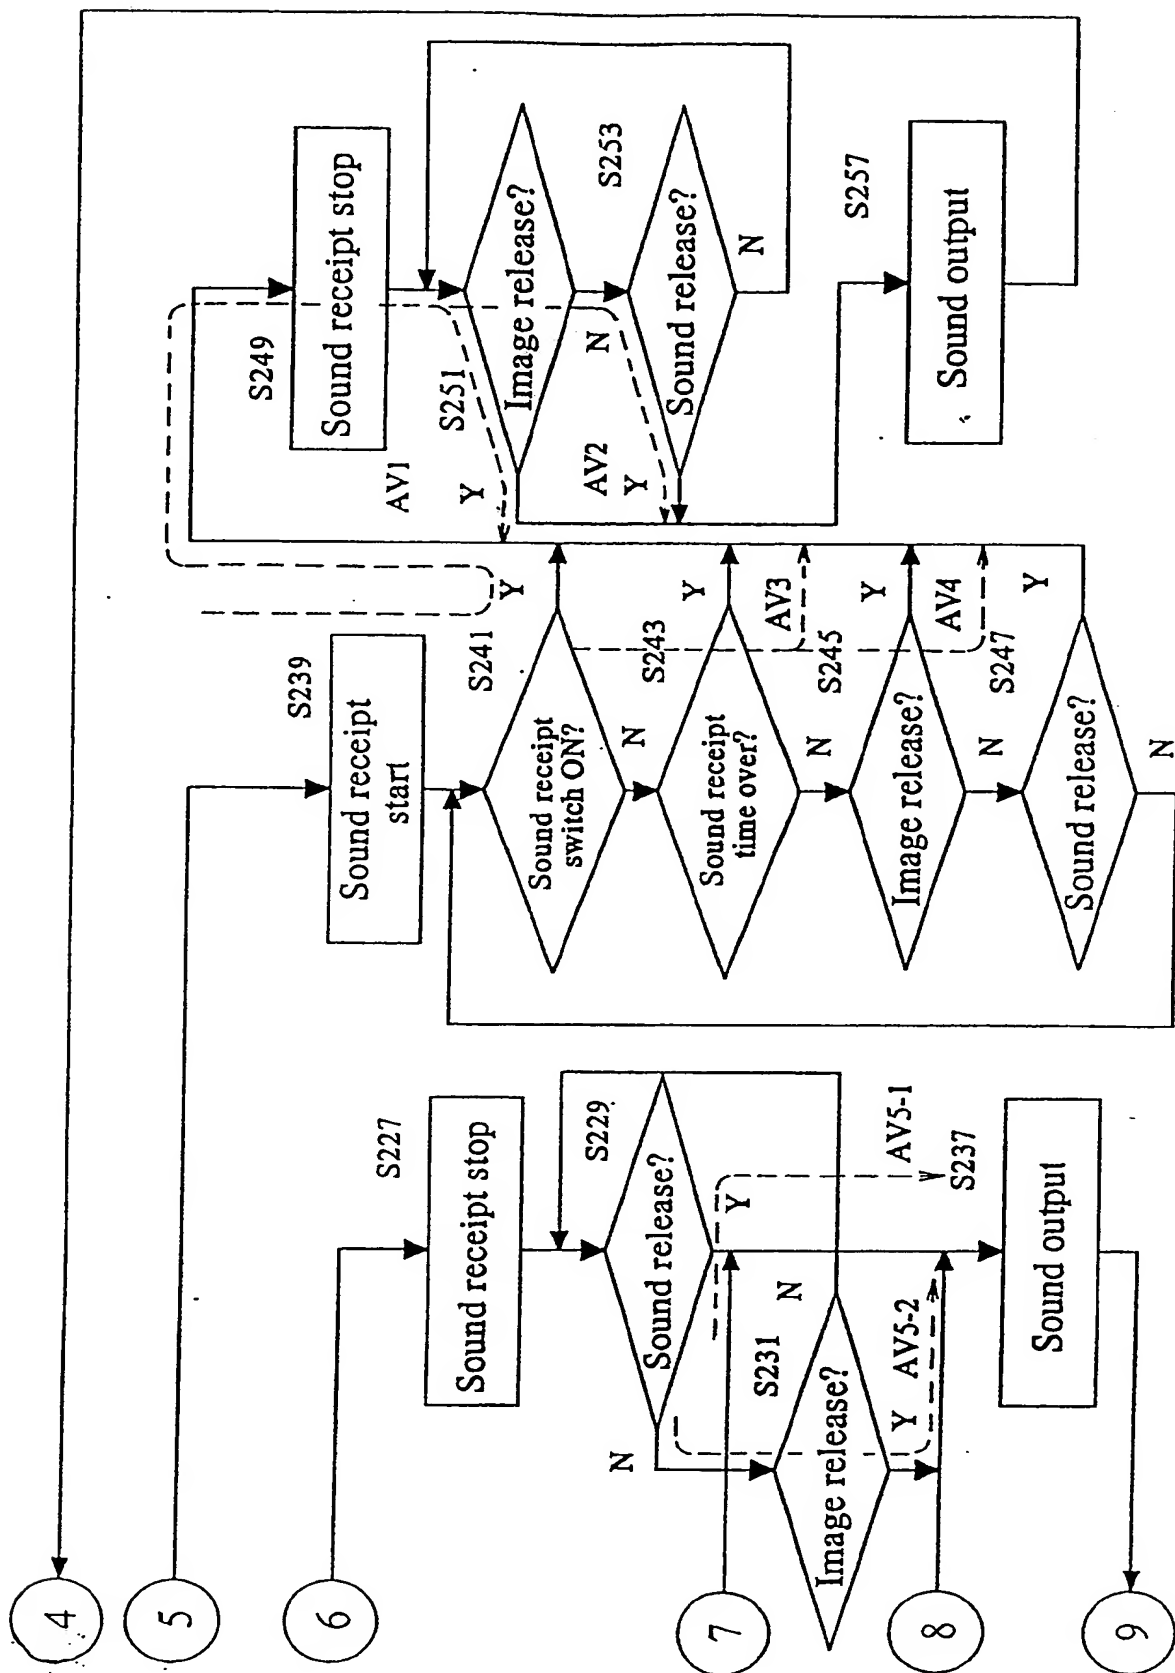 4
5
6
7
8
9
S227
Sound receipt stop
S229
Sound release?
N
Y
S231
Image release?
N
Y
AV5-1
AV5-2
S237
Sound output
S239
Sound receipt
start
S241
Sound receipt
switch ON?
Y
N
S243
Sound receipt
time over?
Y
N
AV3
S245
Image release?
Y
N
AV4
S247
Sound release?
Y
N
S249
Sound receipt stop
AV1
S251
Image release?
Y
N
AV2
S253
Sound release?
Y
N
S257
Sound output